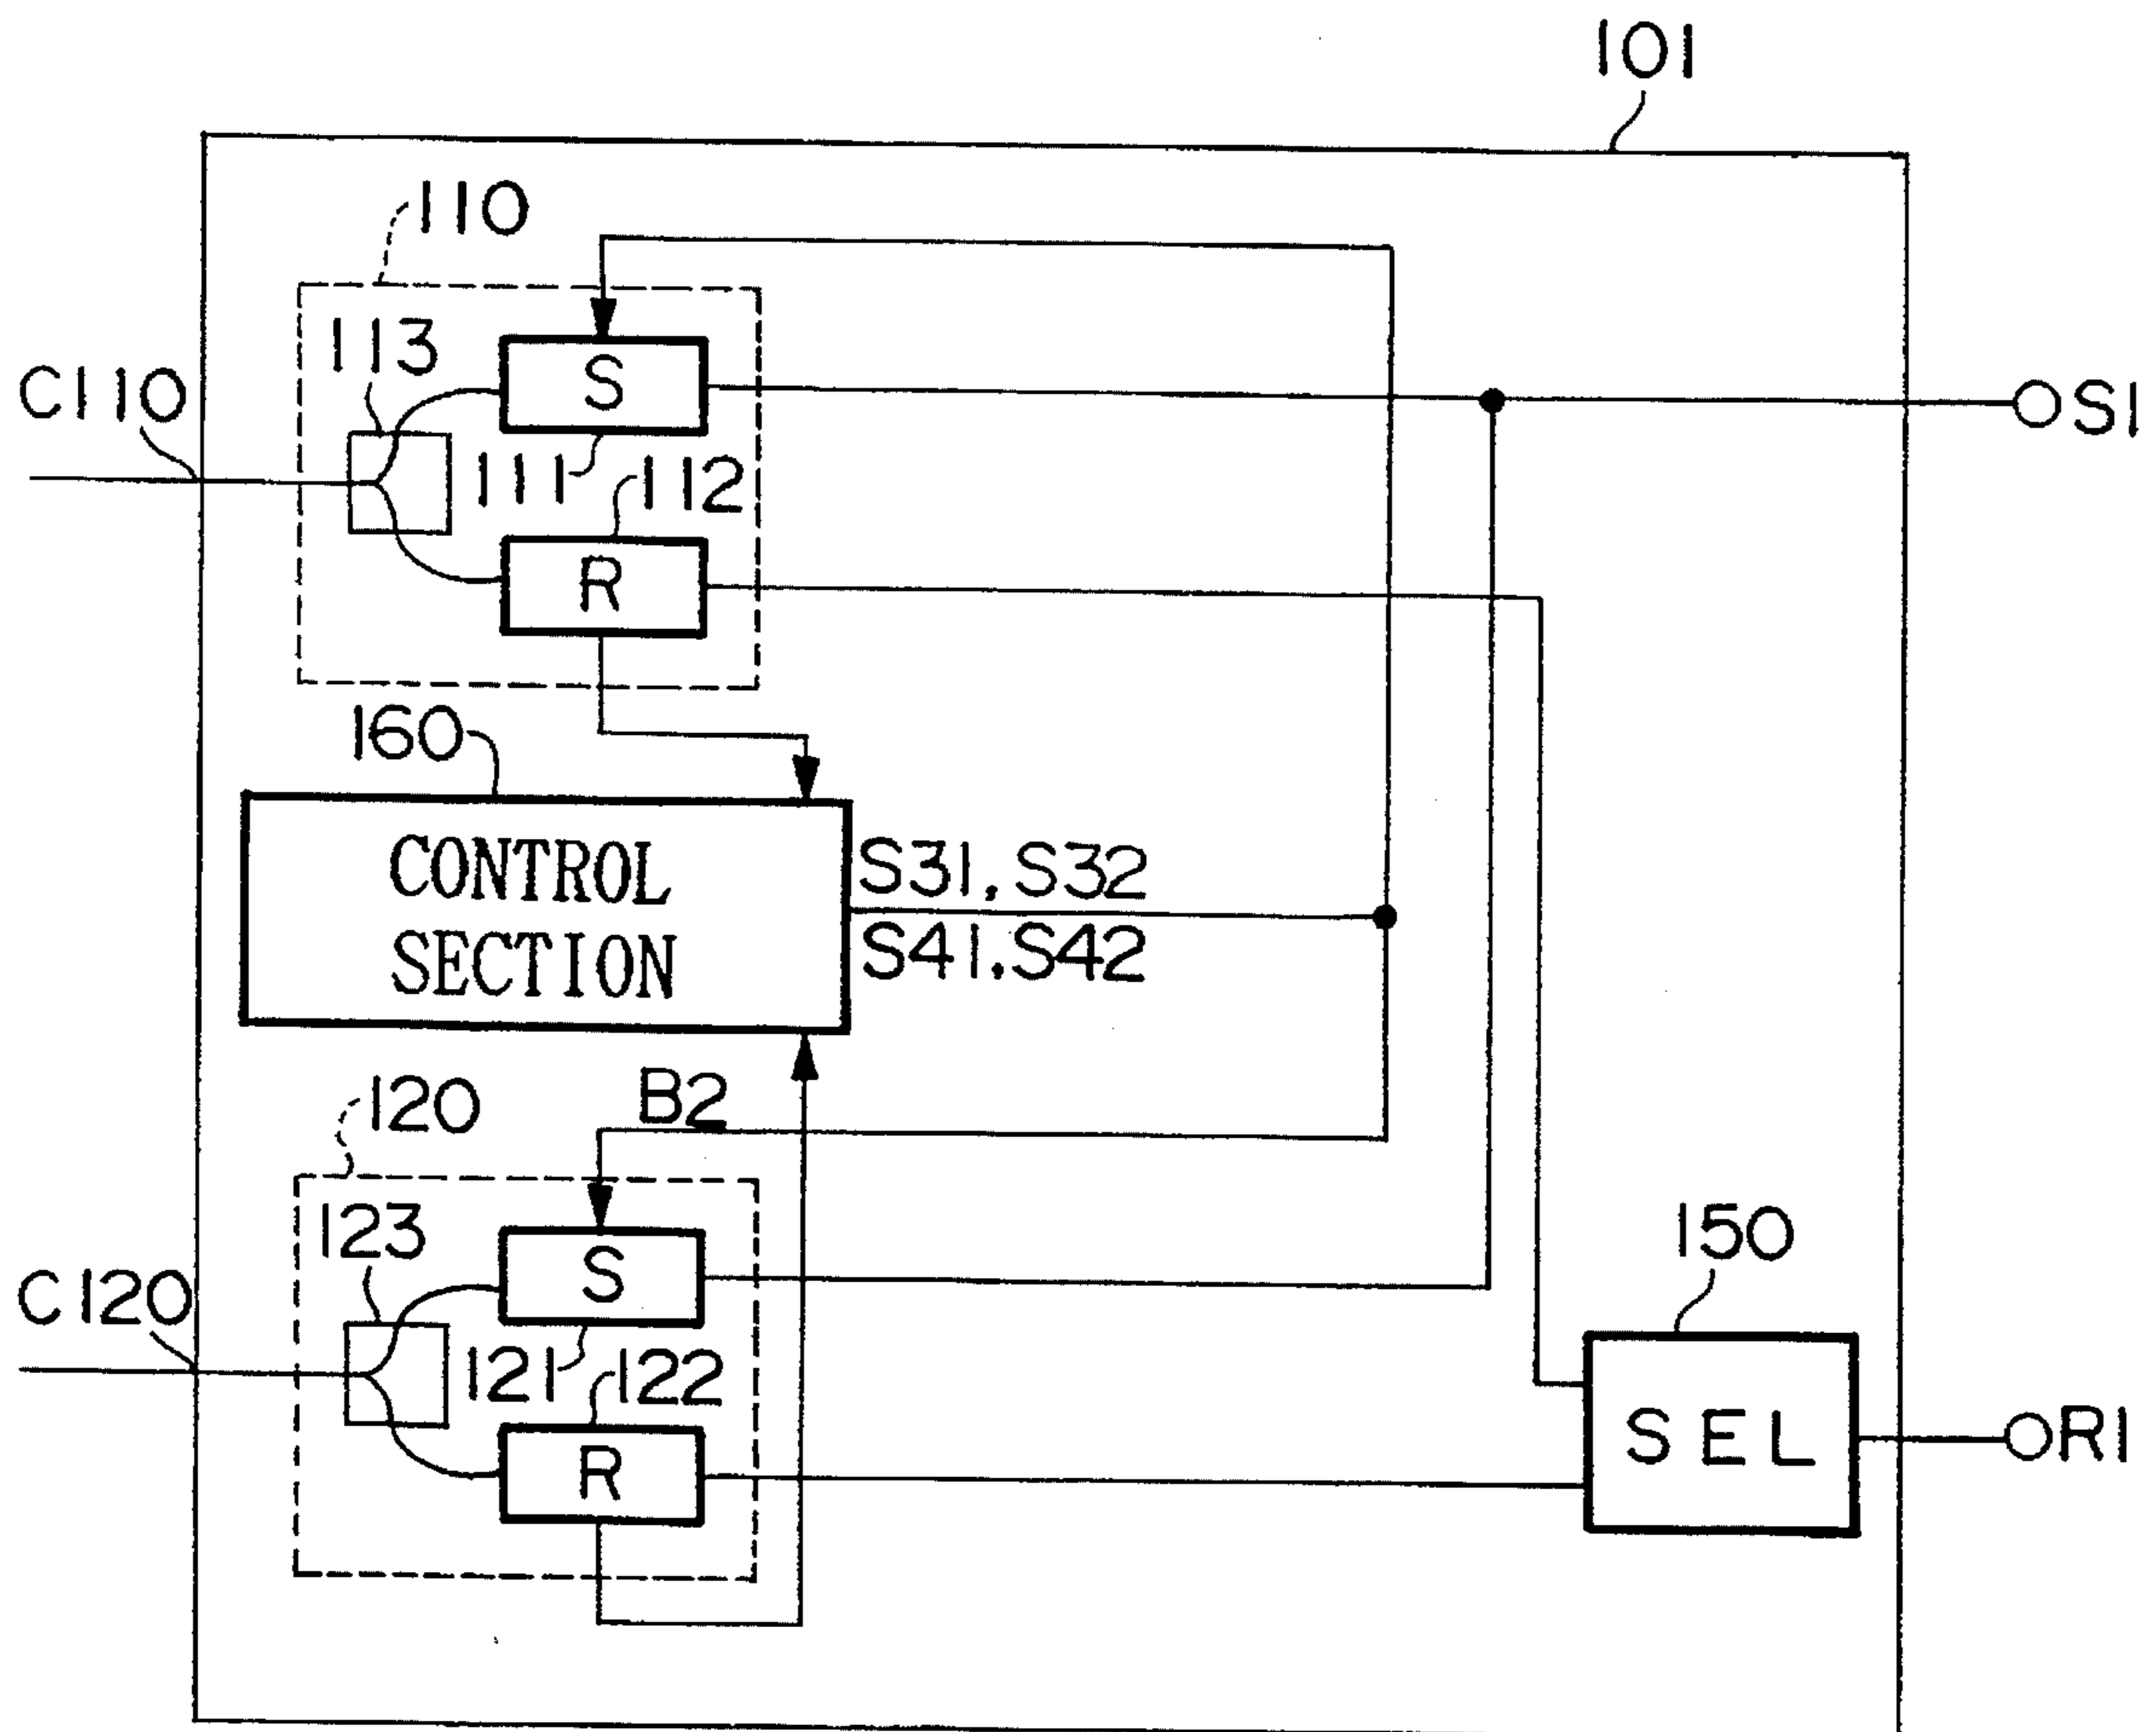 101
110
113
S
C110
S1
111
112
R
160
CONTROL
SECTION
S31, S32
S41, S42
B2
120
123
S
150
C120
121
122
SEL
R
R1